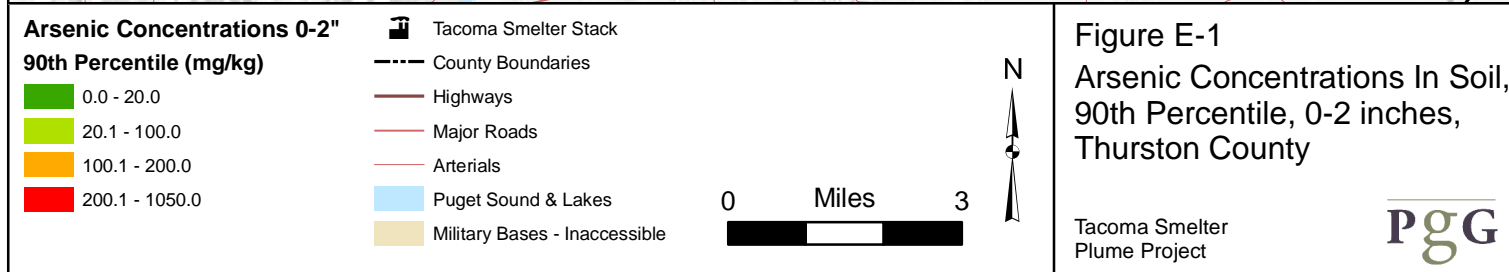 Arsenic Concentrations 0-2"
90th Percentile (mg/kg)
0.0 - 20.0
20.1 - 100.0
100.1 - 200.0
200.1 - 1050.0
Tacoma Smelter Stack
County Boundaries
Highways
Major Roads
Arterials
Puget Sound & Lakes
Military Bases - Inaccessible
0 Miles 3
N
Figure E-1
Arsenic Concentrations In Soil,
90th Percentile, 0-2 inches,
Thurston County
Tacoma Smelter
Plume Project
PgG